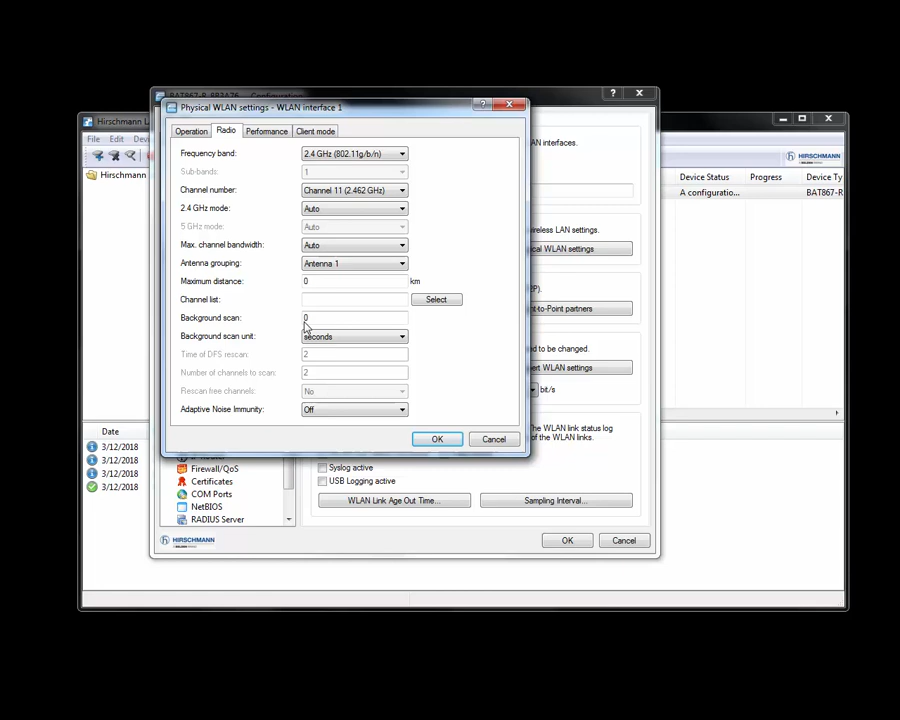 Physical WLAN settings - WLAN interface 1
Operation
Radio
Performance
Client mode
Frequency band:
2.4 GHz (802.11g/b/n)
Sub-bands:
1
Channel number:
Channel 11 (2.462 GHz)
2.4 GHz mode:
Auto
5 GHz mode:
Auto
Max. channel bandwidth:
Auto
Antenna grouping:
Antenna 1
Maximum distance:
0
km
Channel list:
Select
Background scan:
0
Background scan unit:
seconds
Time of DFS rescan:
2
Number of channels to scan:
2
Rescan free channels:
No
Adaptive Noise Immunity:
Off
OK
Cancel
Hirschmann
File
Edit
Hirschmann
HIRSCHMANN
Device Status
Progress
Device Ty
A configuratio...
BAT867-R
AN interfaces.
reless LAN settings.
cal WLAN settings
EP).
nt-to-Point partners
ed to be changed.
ert WLAN settings
bit/s
The WLAN link status log
of the WLAN links.
Syslog active
USB Logging active
WLAN Link Age Out Time...
Sampling Interval...
Firewall/QoS
Certificates
COM Ports
NetBIOS
RADIUS Server
HIRSCHMANN
OK
Cancel
Date
3/12/2018
3/12/2018
3/12/2018
3/12/2018